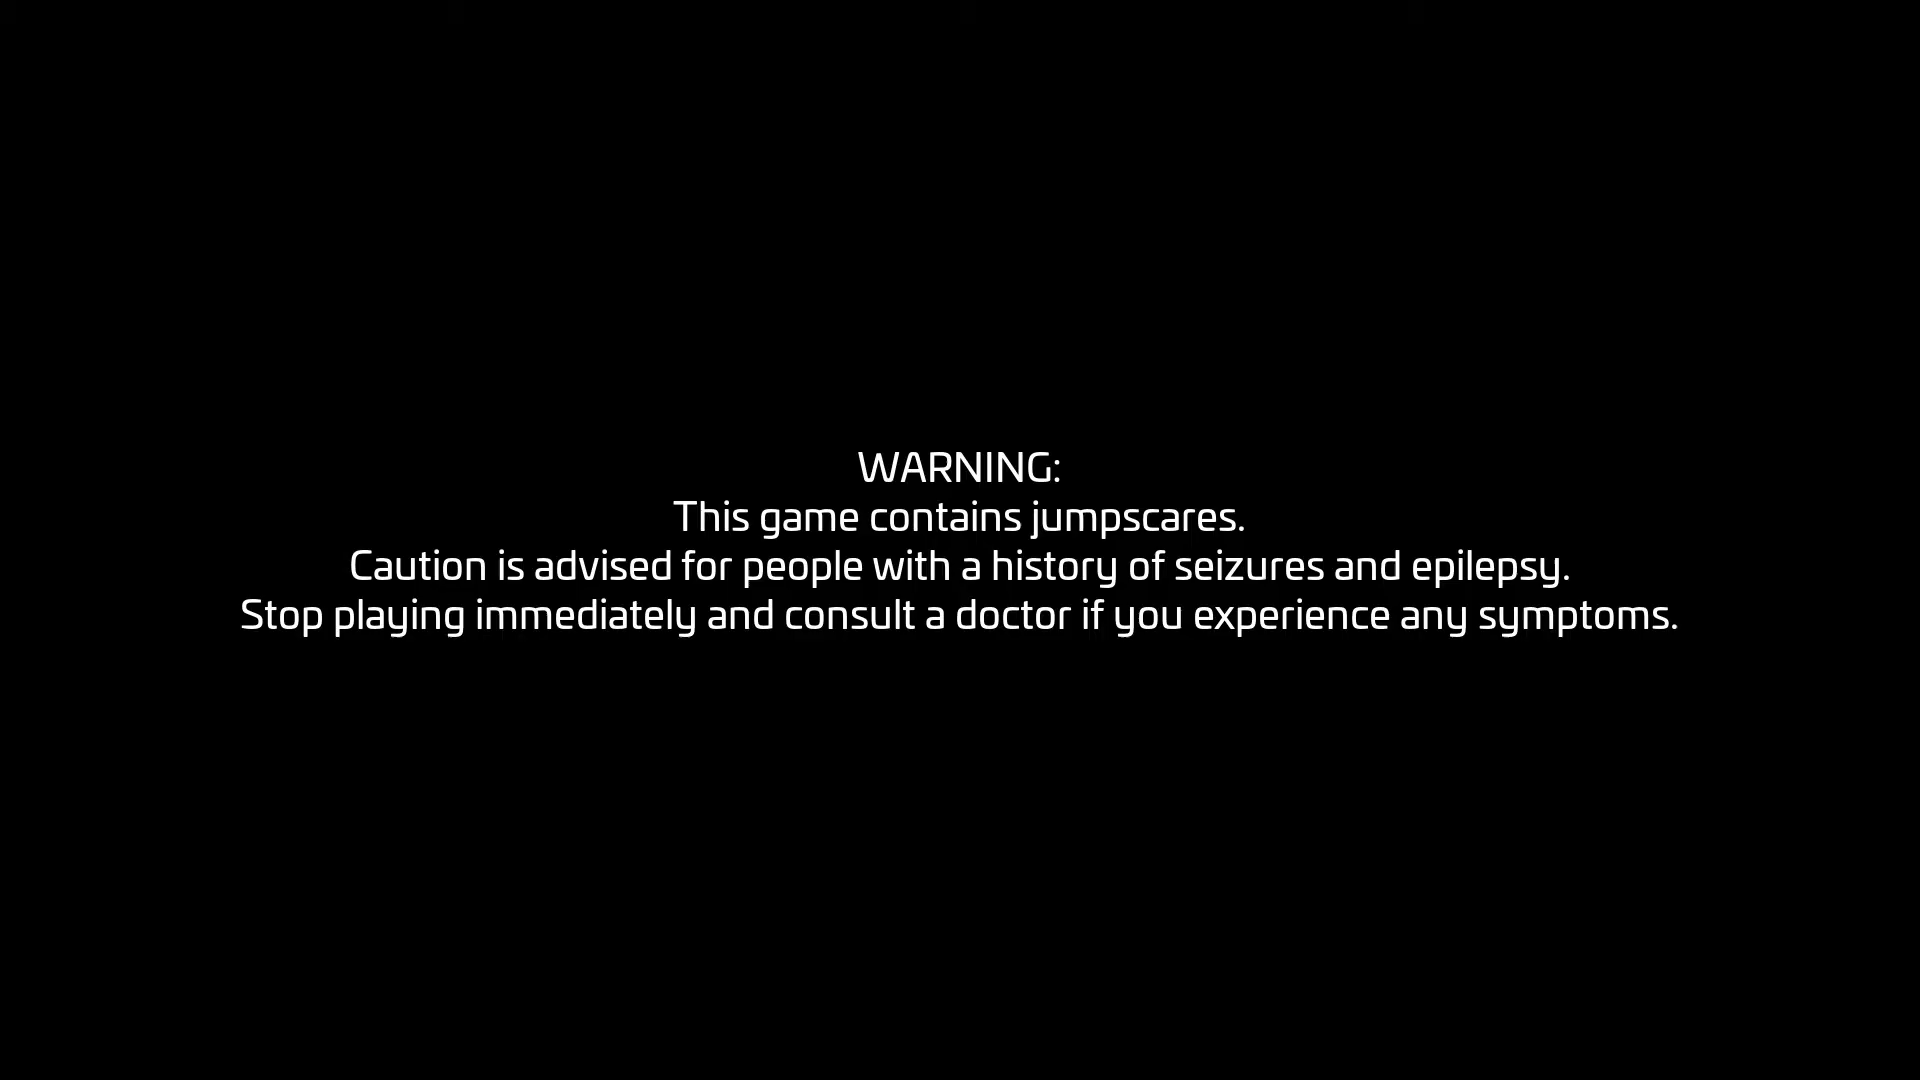 WARNING:
This game contains jumpscares.
Caution is advised for people with a history of seizures and epilepsy.
Stop playing immediately and consult a doctor if you experience any symptoms.